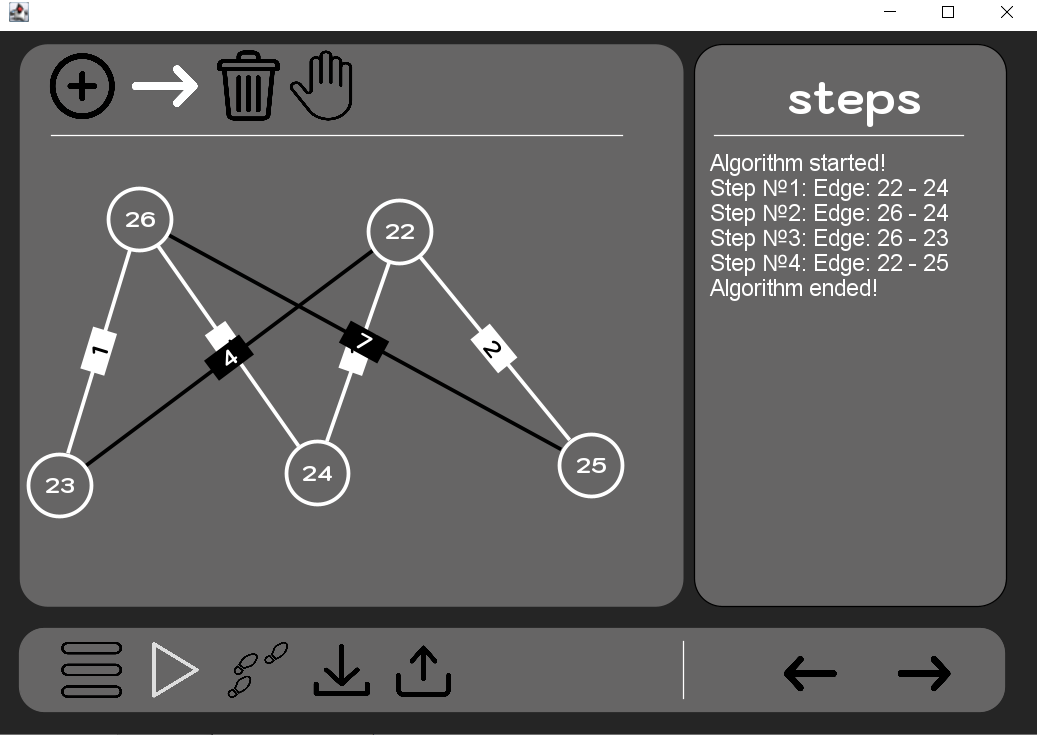 steps
Algorithm started!
Step №1: Edge: 22 - 24
Step №2: Edge: 26 - 24
Step №3: Edge: 26 - 23
Step №4: Edge: 22 - 25
Algorithm ended!
26
22
1
4
7
2
23
24
25